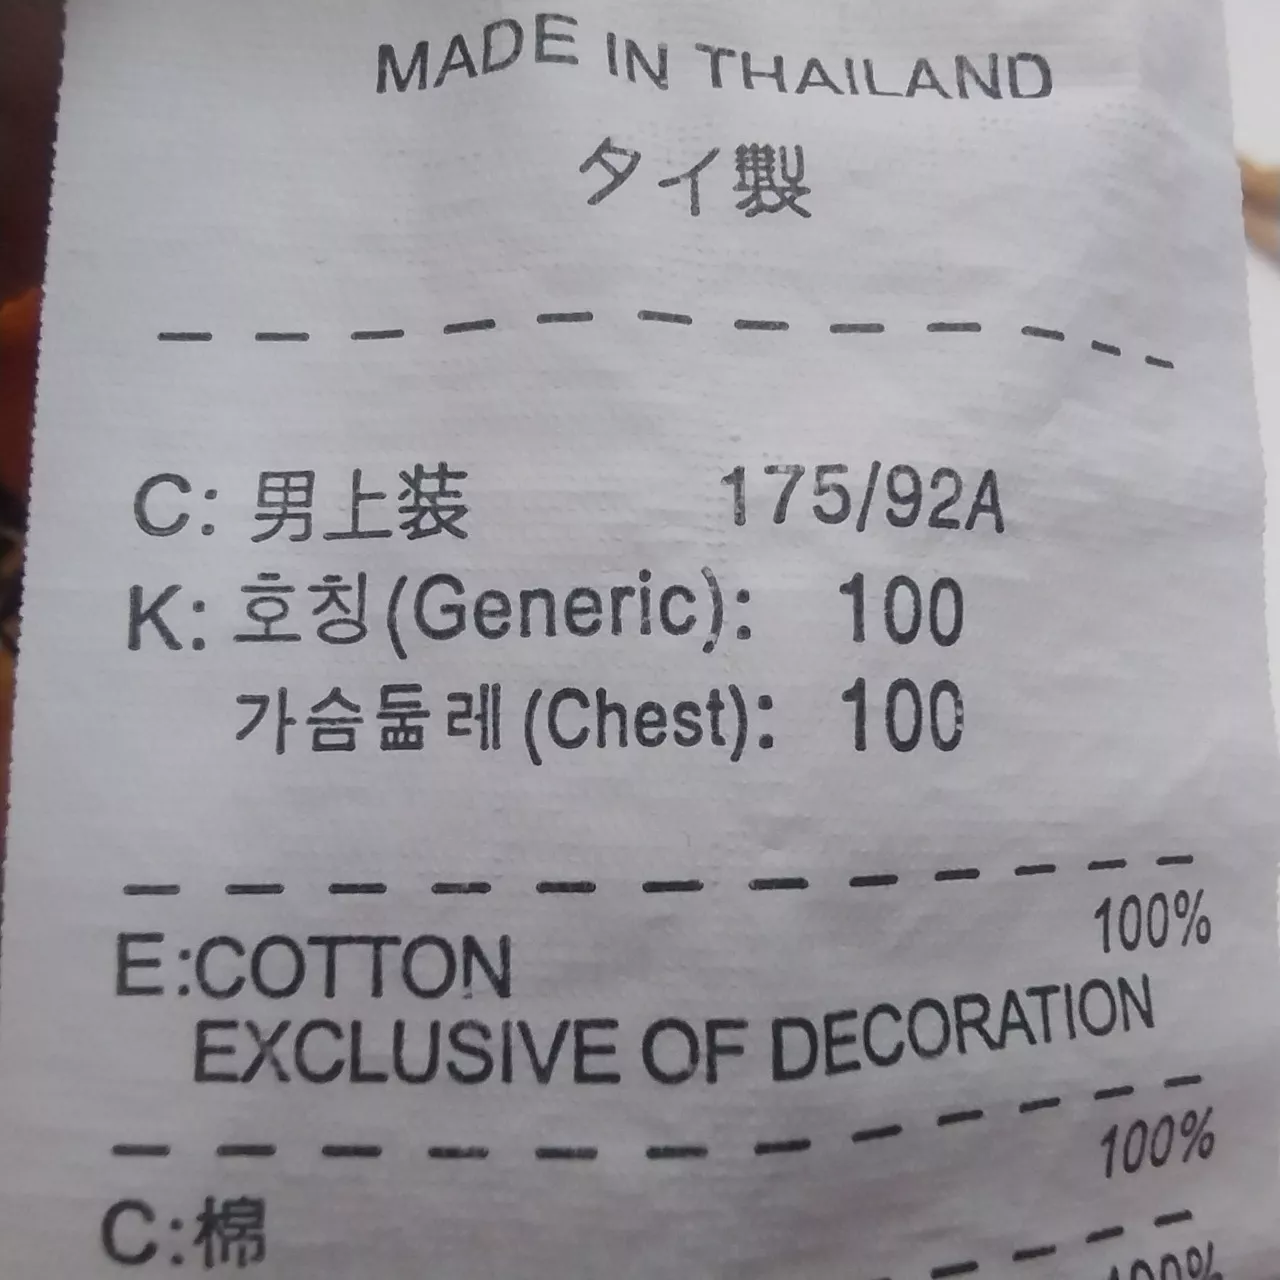 MADE IN THAILAND
タイ製
C: 男上装 175/92A
K: 호칭(Generic): 100
가슴둘레(Chest): 100
E:COTTON 100%
EXCLUSIVE OF DECORATION
C:棉 100%
100%